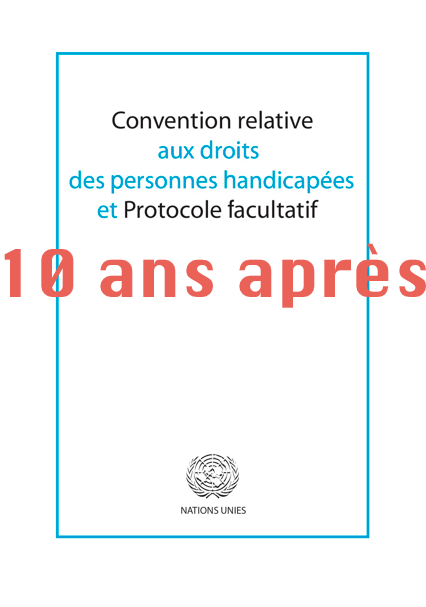 Convention relative
aux droits
des personnes handicapées
et Protocole facultatif
10 ans après
NATIONS UNIES